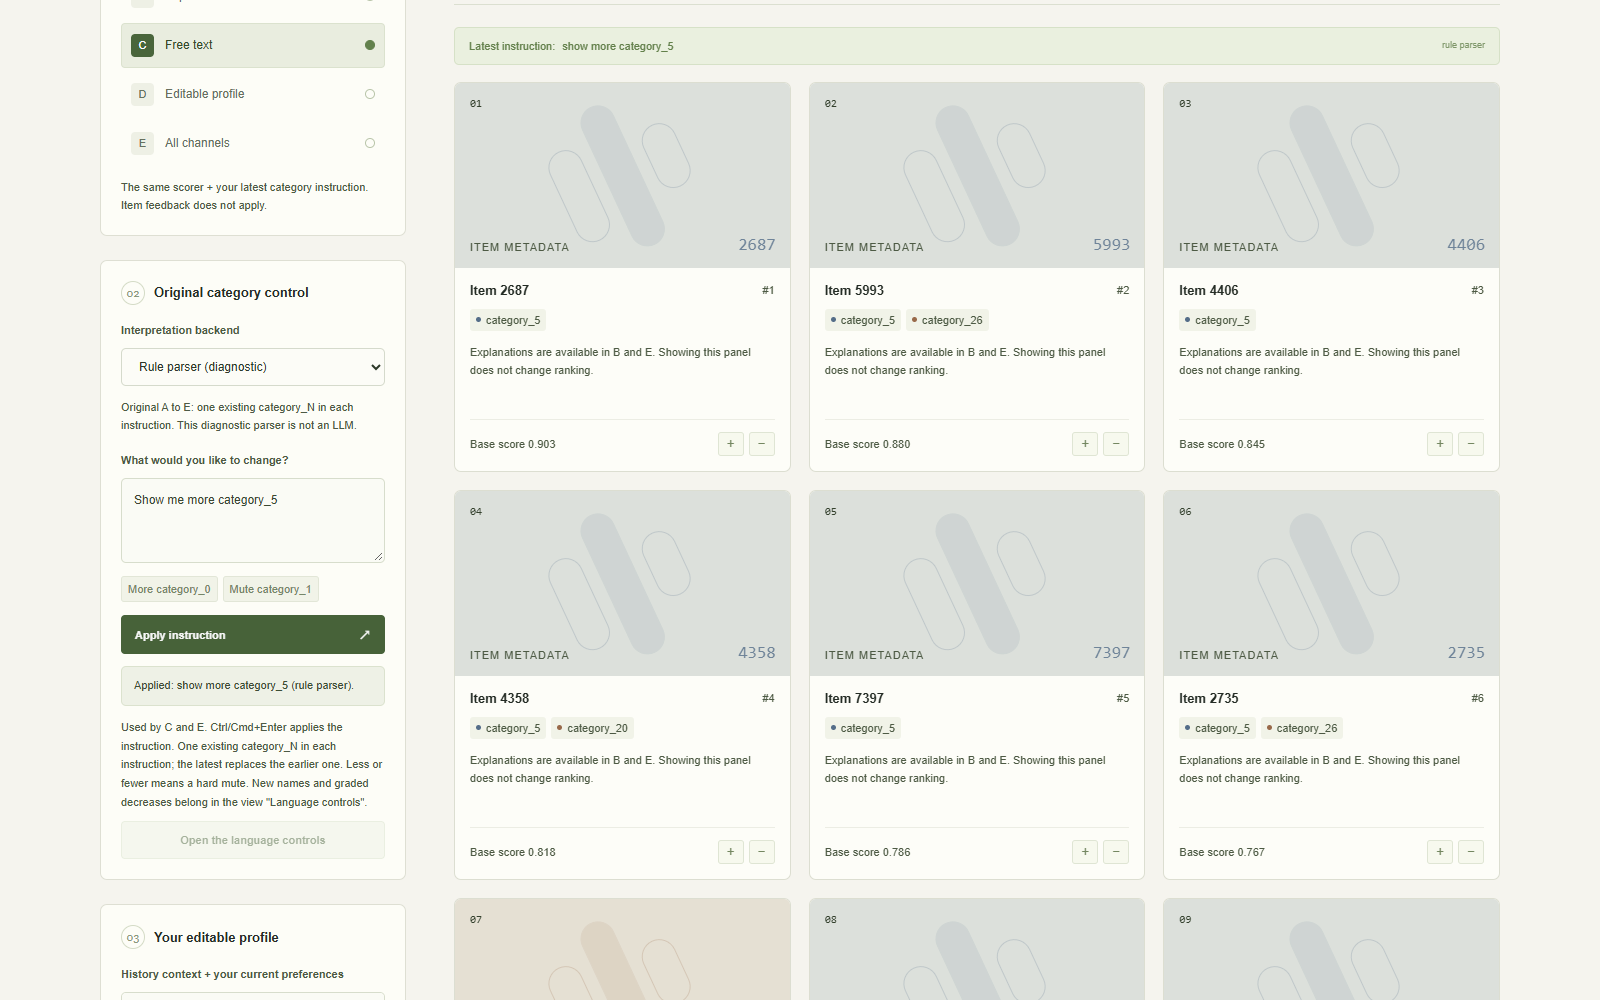 C Free text
D Editable profile
E All channels
The same scorer + your latest category instruction.
Item feedback does not apply.
02 Original category control
Interpretation backend
Rule parser (diagnostic)
Original A to E: one existing category_N in each
instruction. This diagnostic parser is not an LLM.
What would you like to change?
Show me more category_5
More category_0 Mute category_1
Apply instruction ↗
Applied: show more category_5 (rule parser).
Used by C and E. Ctrl/Cmd+Enter applies the
instruction. One existing category_N in each
instruction; the latest replaces the earlier one. Less or
fewer means a hard mute. New names and graded
decreases belong in the view "Language controls".
Open the language controls
03 Your editable profile
History context + your current preferences
Latest instruction: show more category_5 rule parser
01
ITEM METADATA 2687
Item 2687 #1
category_5
Explanations are available in B and E. Showing this panel
does not change ranking.
Base score 0.903 + −
02
ITEM METADATA 5993
Item 5993 #2
category_5 category_26
Explanations are available in B and E. Showing this panel
does not change ranking.
Base score 0.880 + −
03
ITEM METADATA 4406
Item 4406 #3
category_5
Explanations are available in B and E. Showing this panel
does not change ranking.
Base score 0.845 + −
04
ITEM METADATA 4358
Item 4358 #4
category_5 category_20
Explanations are available in B and E. Showing this panel
does not change ranking.
Base score 0.818 + −
05
ITEM METADATA 7397
Item 7397 #5
category_5
Explanations are available in B and E. Showing this panel
does not change ranking.
Base score 0.786 + −
06
ITEM METADATA 2735
Item 2735 #6
category_5 category_26
Explanations are available in B and E. Showing this panel
does not change ranking.
Base score 0.767 + −
07
08
09